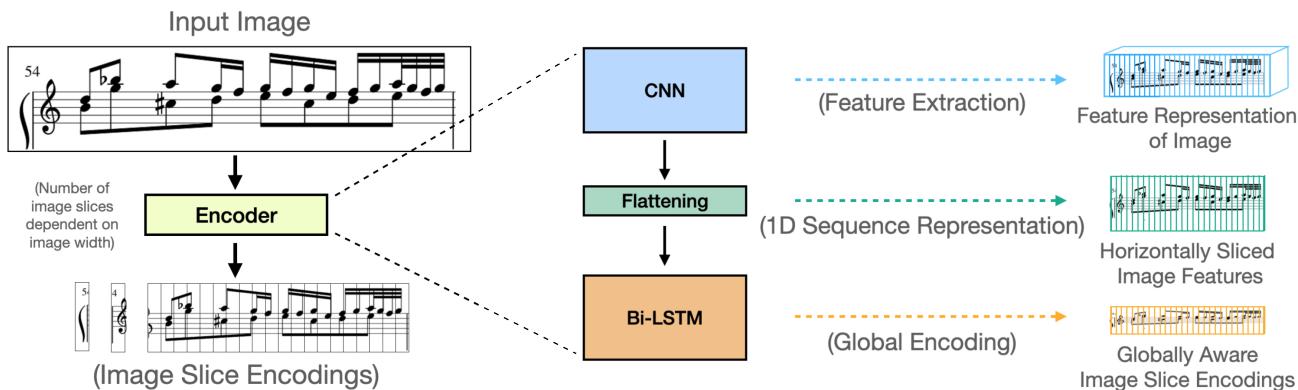 Input Image
54
Encoder
(Number of
image slices
dependent on
image width)
4
(Image Slice Encodings)
CNN
Flattening
Bi-LSTM
(Feature Extraction)
(1D Sequence Representation)
(Global Encoding)
Feature Representation
of Image
Horizontally Sliced
Image Features
Globally Aware
Image Slice Encodings